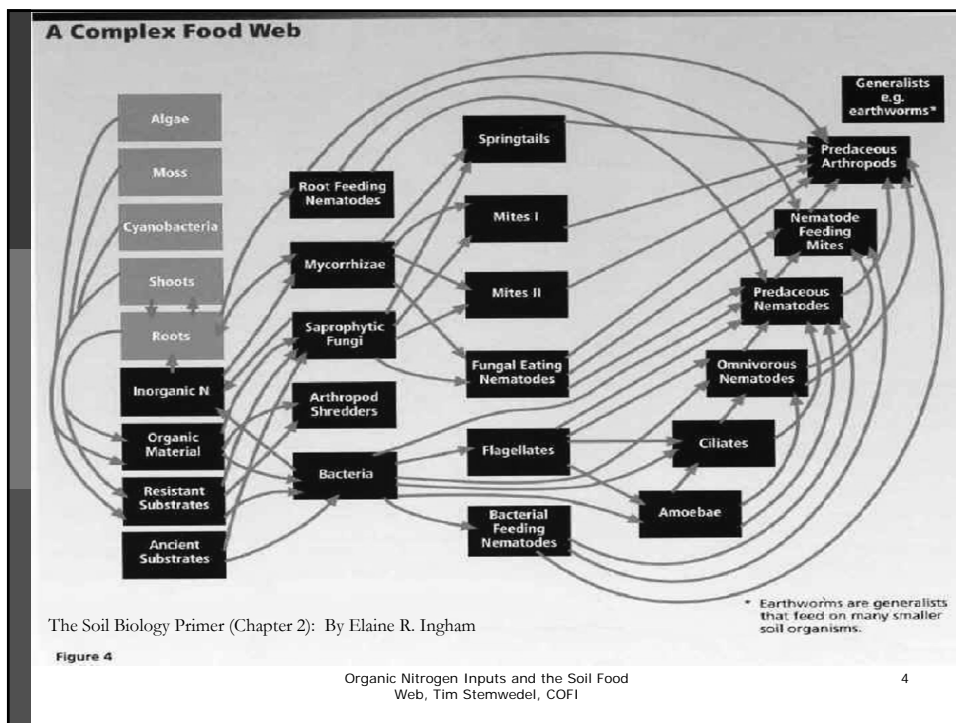 A Complex Food Web
Algae
Moss
Cyanobacteria
Shoots
Roots
Inorganic N
Organic
Material
Resistant
Substrates
Ancient
Substrates
Root Feeding
Nematodes
Mycorrhizae
Saprophytic
Fungi
Arthropod
Shredders
Bacteria
Springtails
Mites I
Mites II
Fungal Eating
Nematodes
Flagellates
Bacterial
Feeding
Nematodes
Generalists
e.g.
earthworms*
Predaceous
Arthropods
Nematode
Feeding
Mites
Predaceous
Nematodes
Omnivorous
Nematodes
Ciliates
Amoebae
* Earthworms are generalists
that feed on many smaller
soil organisms.
The Soil Biology Primer (Chapter 2): By Elaine R. Ingham
Figure 4
Organic Nitrogen Inputs and the Soil Food
Web, Tim Stemwedel, COFI
4